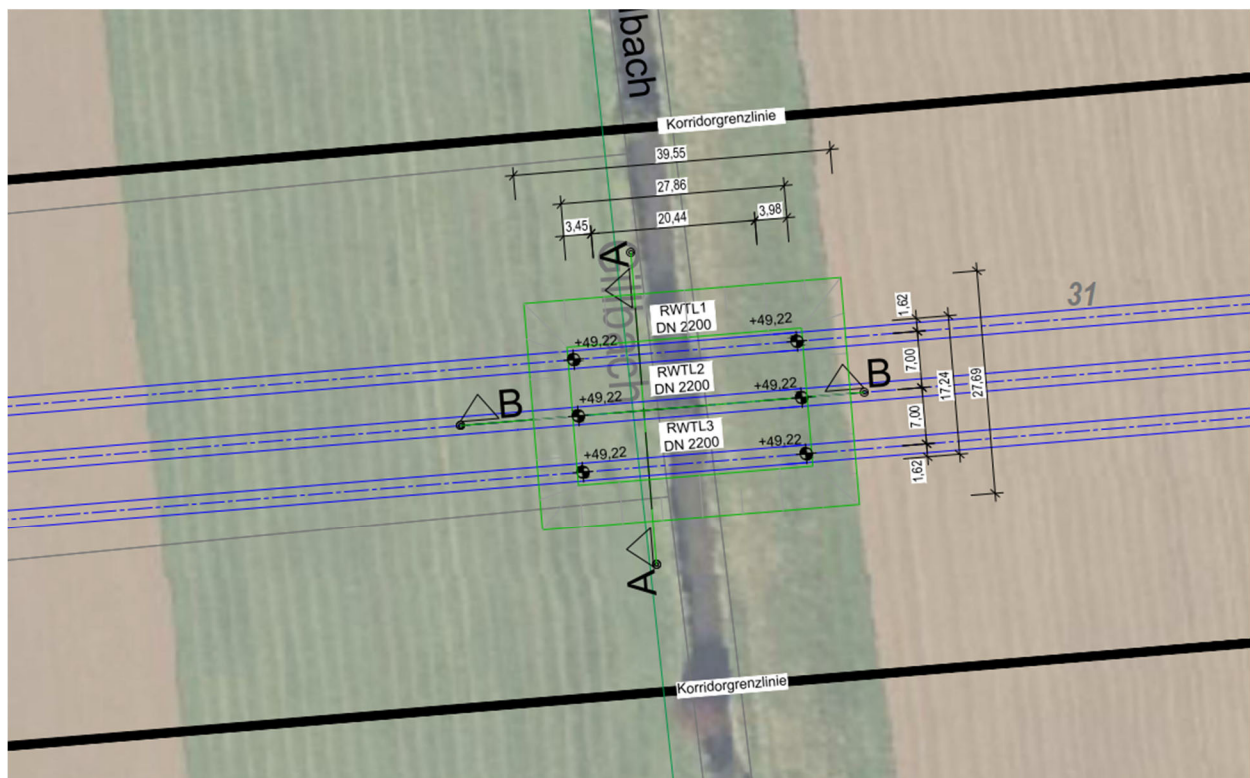 llbach
Korridorgrenzlinie
39,55
27,86
3,45
20,44
3,98
A
Gillbach
31
RWTL1
DN 2200
+49,22
+49,22
RWTL2
DN 2200
+49,22
+49,22
RWTL3
DN 2200
+49,22
+49,22
B
B
1,62
7,00
17,24
27,69
7,00
1,62
A
Korridorgrenzlinie